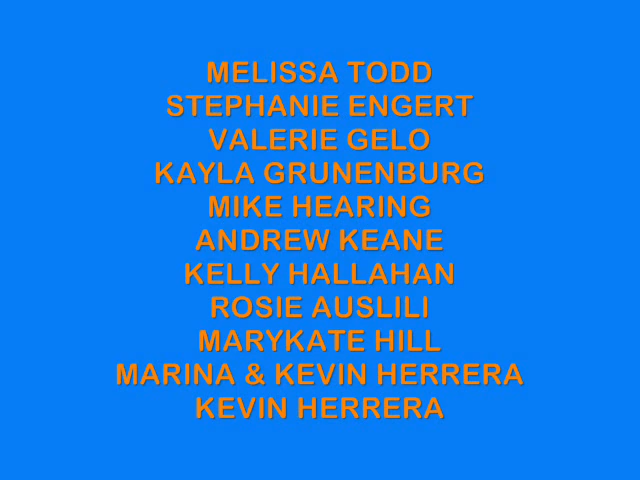 MELISSA TODD
STEPHANIE ENGERT
VALERIE GELO
KAYLA GRUNENBURG
MIKE HEARING
ANDREW KEANE
KELLY HALLAHAN
ROSIE AUSLILI
MARYKATE HILL
MARINA & KEVIN HERRERA
KEVIN HERRERA